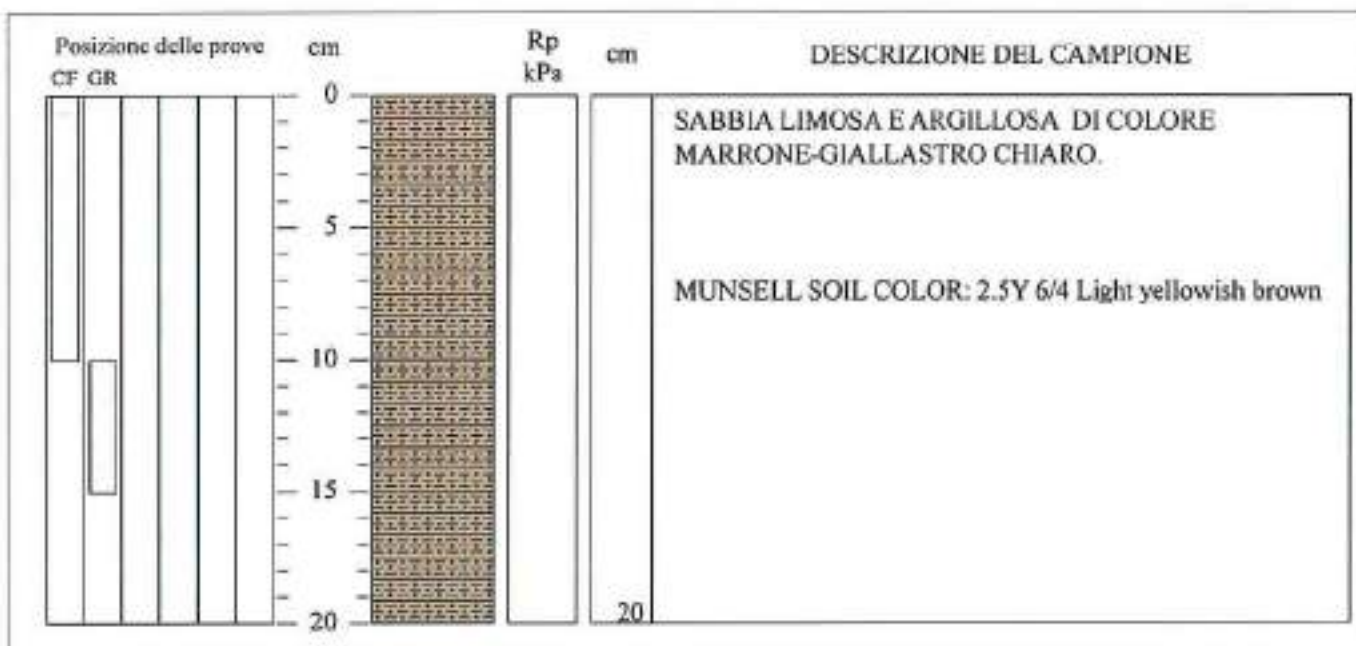 Posizione delle prove cm Rp kPa cm DESCRIZIONE DEL CAMPIONE
CF GR
0
SABBIA LIMOSA E ARGILLOSA DI COLORE
MARRONE-GIALLASTRO CHIARO.
5
MUNSELL SOIL COLOR: 2.5Y 6/4 Light yellowish brown
10
15
20 20